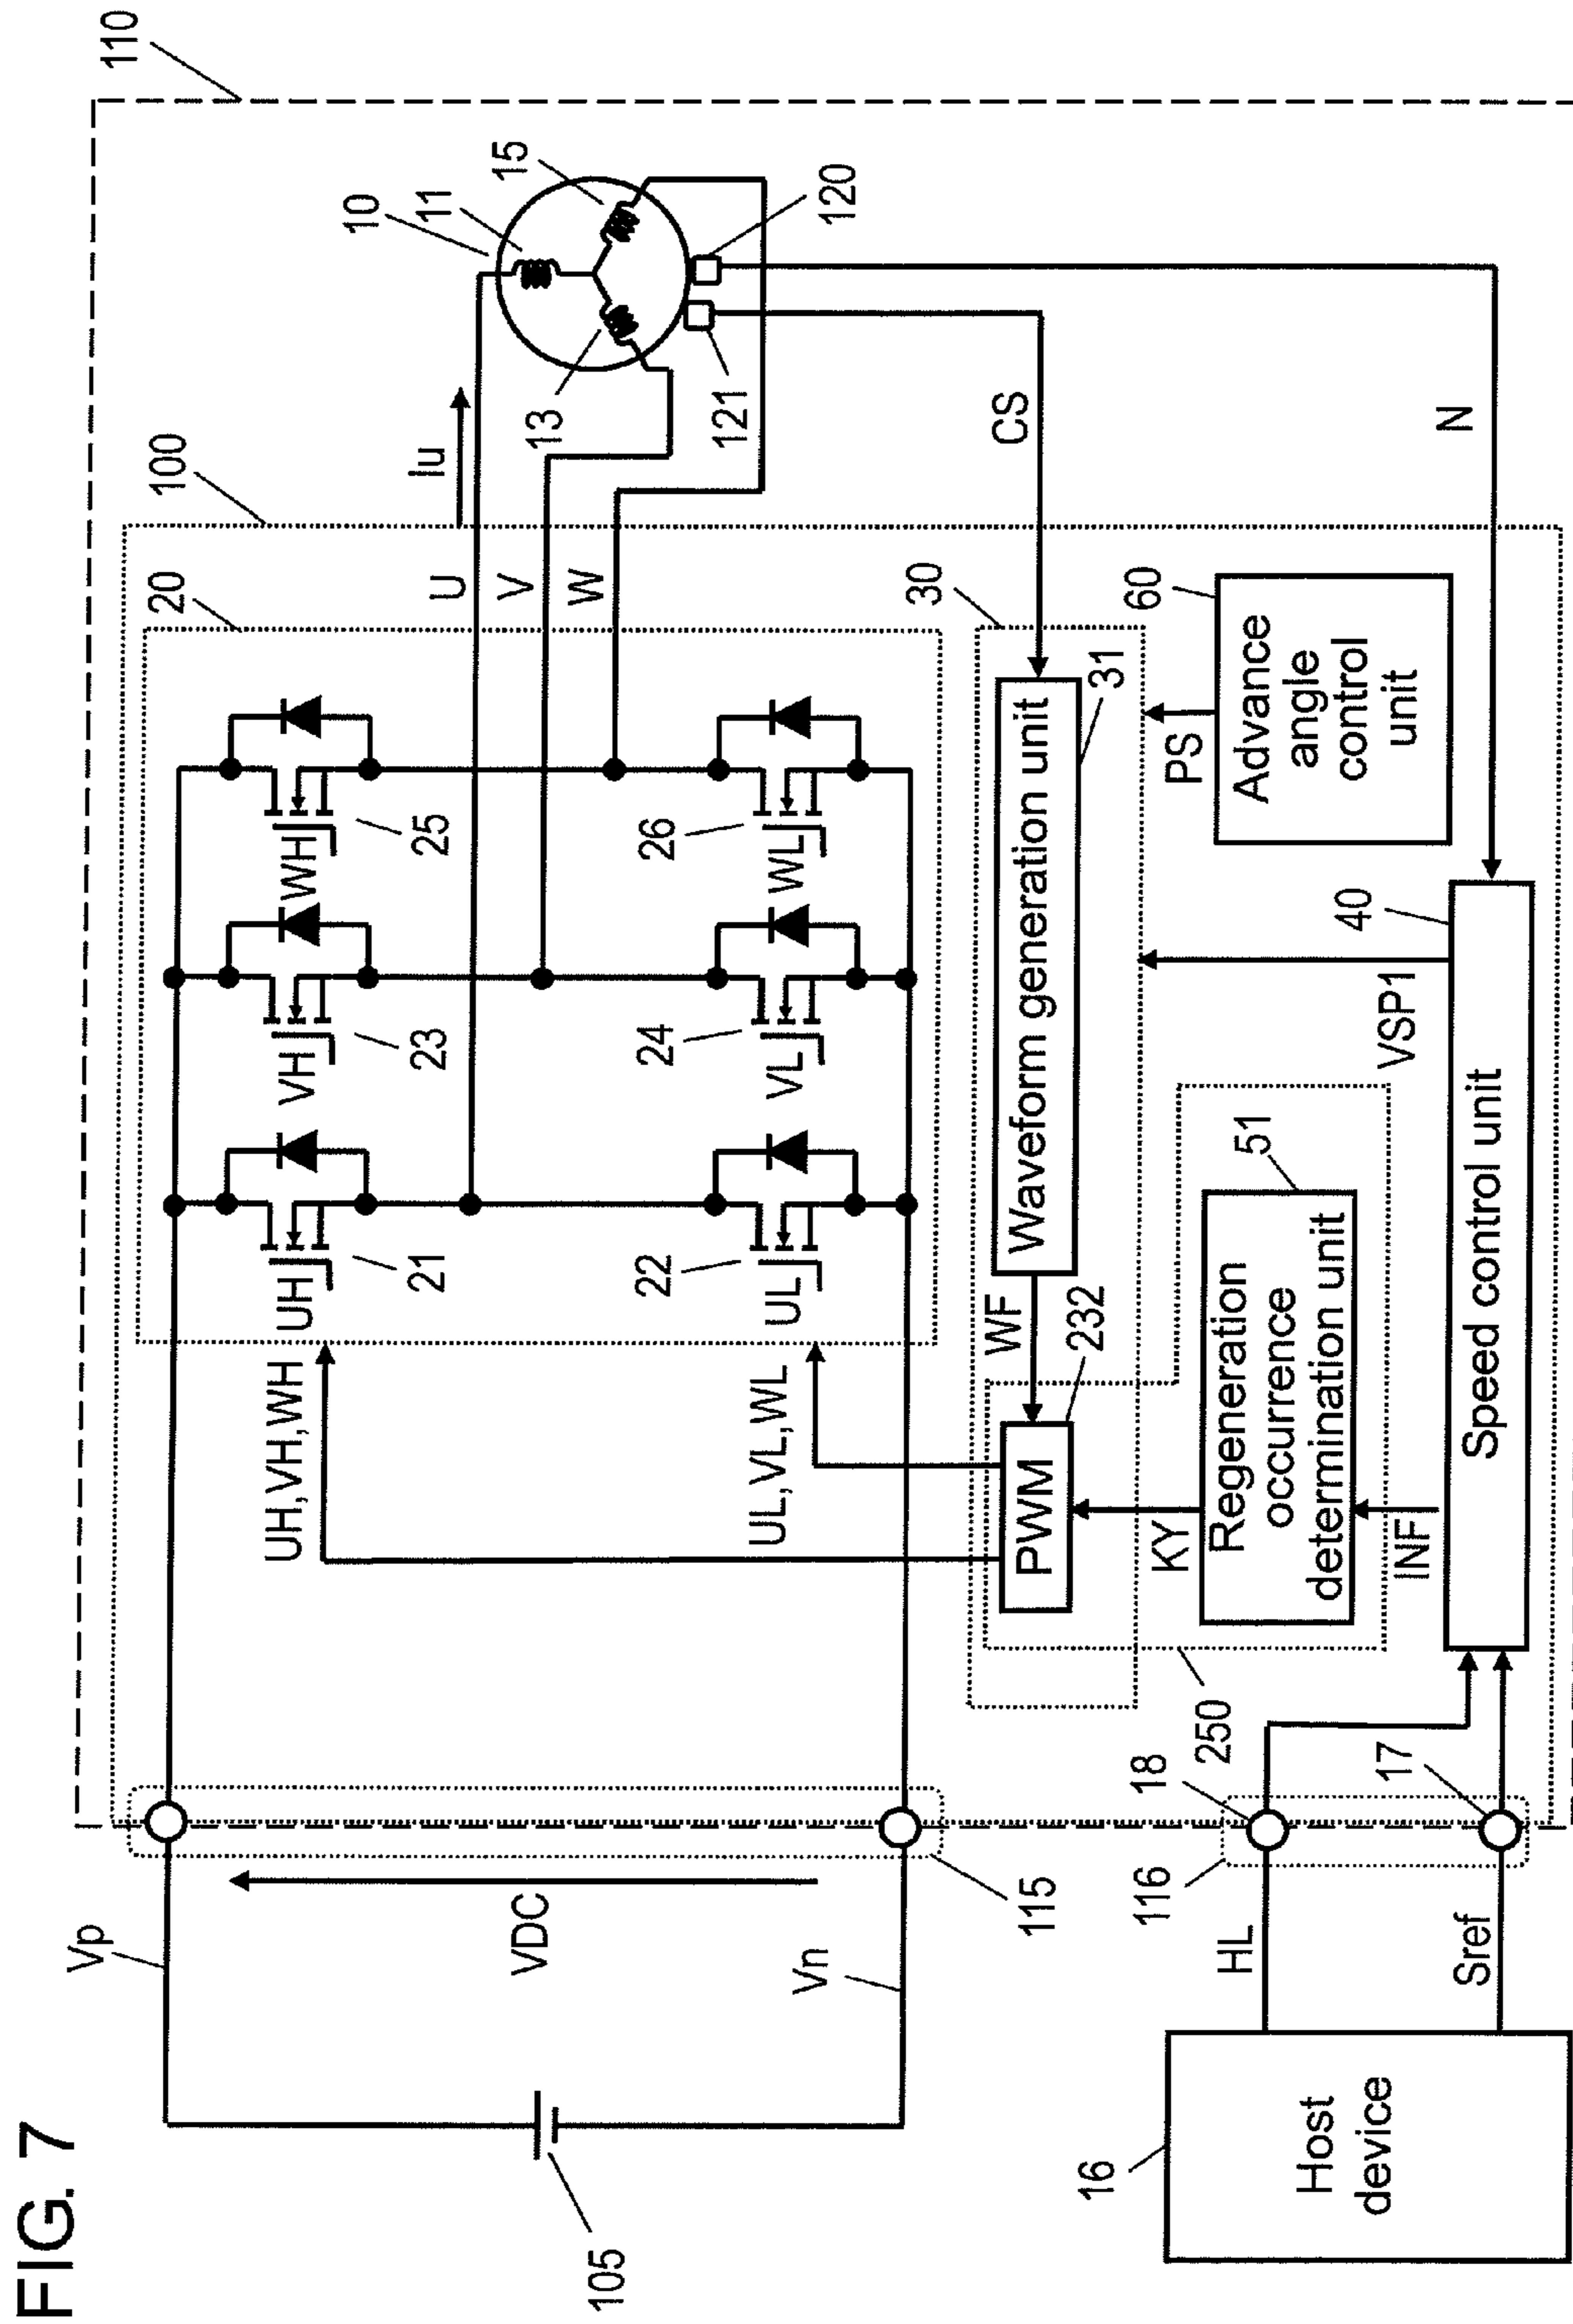 FIG. 7
110
100
20
10
11
15
13
Iu
U
V
W
120
121
CS
N
Vp
VDC
Vn
105
115
UH,VH,WH
UL,VL,WL
UH
21
VH
23
WH
25
UL
22
VL
24
WL
26
30
31
Waveform generation unit
WF
232
PWM
KY
51
Regeneration
occurrence
determination unit
INF
250
PS
60
Advance
angle
control
unit
VSP1
40
Speed control unit
18
17
116
HL
Sref
16
Host
device